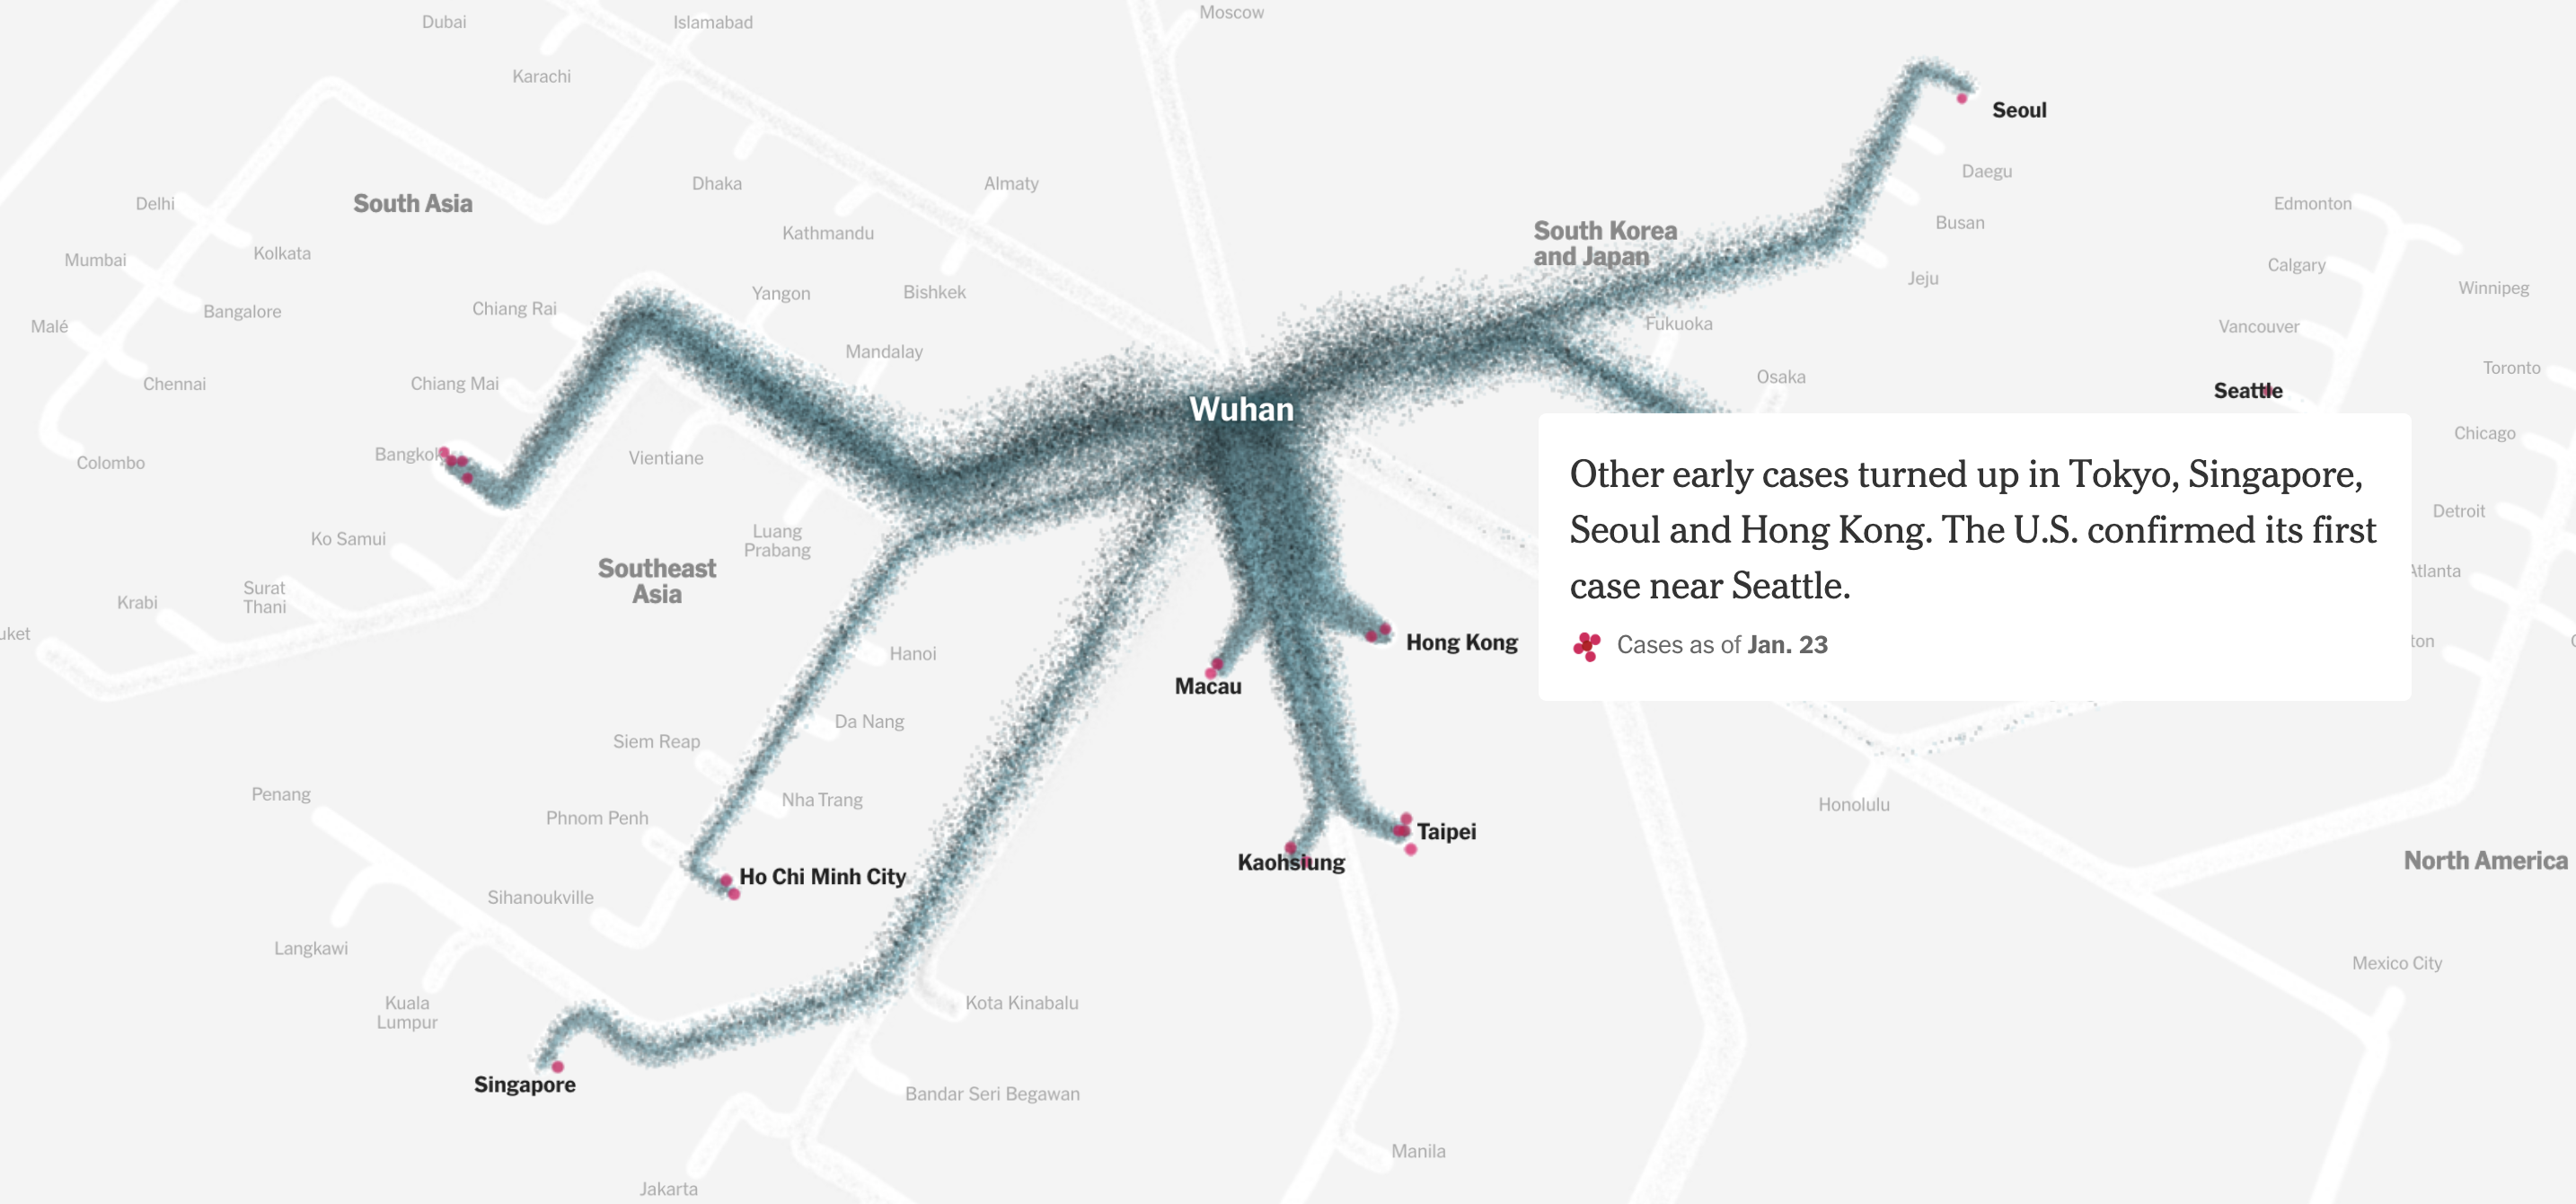 Moscow
Dubai
Islamabad
Karachi
Seoul
Daegu
Dhaka
Almaty
Delhi
South Asia
Edmonton
Busan
Kathmandu
South Korea
and Japan
Kolkata
Mumbai
Calgary
Jeju
Winnipeg
Yangon
Bishkek
Chiang Rai
Bangalore
Malé
Fukuoka
Vancouver
Mandalay
Toronto
Osaka
Chennai
Chiang Mai
Seattle
Wuhan
Chicago
Bangkok
Vientiane
Colombo
Other early cases turned up in Tokyo, Singapore,
Seoul and Hong Kong. The U.S. confirmed its first
case near Seattle.
Cases as of Jan. 23
Detroit
Luang
Prabang
Ko Samui
Southeast
Asia
Atlanta
Surat
Thani
Krabi
uket
Hong Kong
ton
Hanoi
Macau
Da Nang
Siem Reap
Penang
Nha Trang
Honolulu
Phnom Penh
Taipei
Kaohsiung
North America
Ho Chi Minh City
Sihanoukville
Langkawi
Mexico City
Kuala
Lumpur
Kota Kinabalu
Singapore
Bandar Seri Begawan
Manila
Jakarta